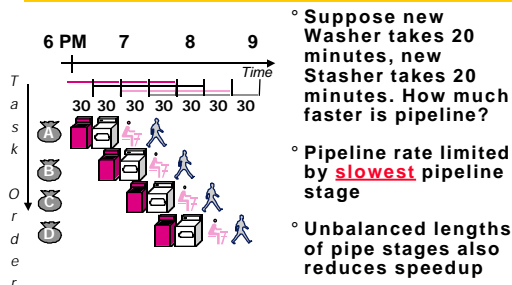 6 PM 7 8 9
Time
30 30 30 30 30 30 30
T
a
s
k
O
r
d
e
r
A
B
C
D
° Suppose new
Washer takes 20
minutes, new
Stasher takes 20
minutes. How much
faster is pipeline?
° Pipeline rate limited
by slowest pipeline
stage
° Unbalanced lengths
of pipe stages also
reduces speedup